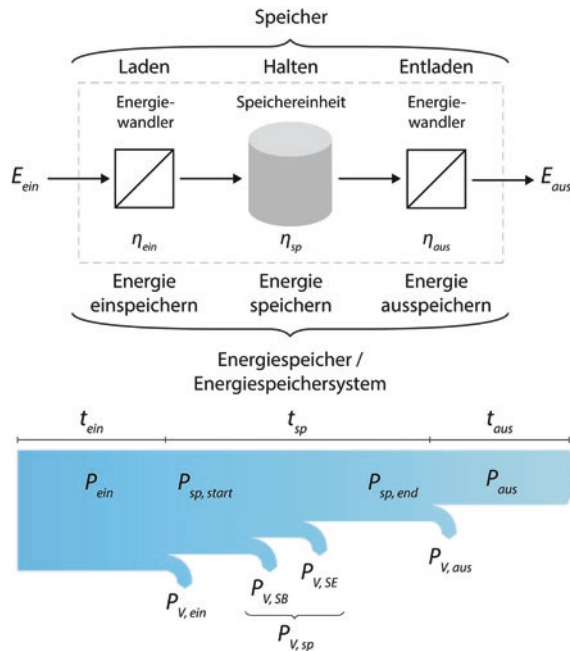 Speicher
Laden Halten Entladen
Energie- Speichereinheit Energie-
wandler wandler
E_ein E_aus
η_ein η_sp η_aus
Energie Energie Energie
einspeichern speichern ausspeichern
Energiespeicher /
Energiespeichersystem
t_ein t_sp t_aus
P_ein P_sp, start P_sp, end P_aus
P_V, ein P_V, SB P_V, SE P_V, aus
P_V, sp